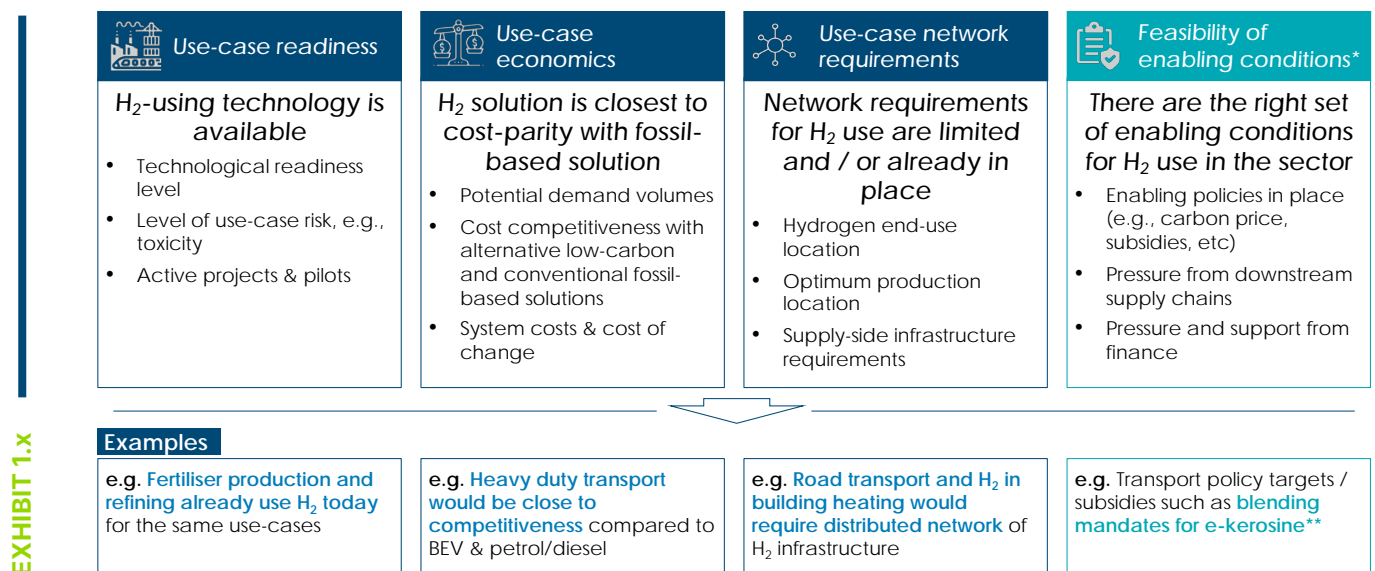 Use-case readiness
H₂-using technology is
available
• Technological readiness
level
• Level of use-case risk, e.g.,
toxicity
• Active projects & pilots
Use-case
economics
H₂ solution is closest to
cost-parity with fossil-
based solution
• Potential demand volumes
• Cost competitiveness with
alternative low-carbon
and conventional fossil-
based solutions
• System costs & cost of
change
Use-case network
requirements
Network requirements
for H₂ use are limited
and / or already in
place
• Hydrogen end-use
location
• Optimum production
location
• Supply-side infrastructure
requirements
Feasibility of
enabling conditions*
There are the right set
of enabling conditions
for H₂ use in the sector
• Enabling policies in place
(e.g., carbon price,
subsidies, etc)
• Pressure from downstream
supply chains
• Pressure and support from
finance
EXHIBIT 1.x
Examples
e.g. Fertiliser production and
refining already use H₂ today
for the same use-cases
e.g. Heavy duty transport
would be close to
competitiveness compared to
BEV & petrol/diesel
e.g. Road transport and H₂ in
building heating would
require distributed network of
H₂ infrastructure
e.g. Transport policy targets /
subsidies such as blending
mandates for e-kerosine**